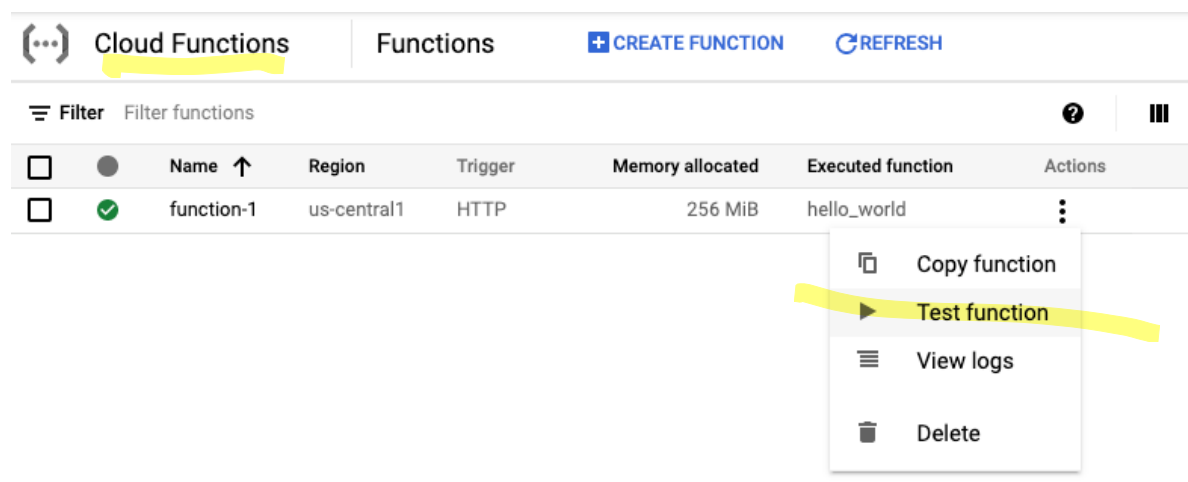 Cloud Functions Functions CREATE FUNCTION REFRESH
Filter Filter functions
Name Region Trigger Memory allocated Executed function Actions
function-1 us-central1 HTTP 256 MiB hello_world
Copy function
Test function
View logs
Delete